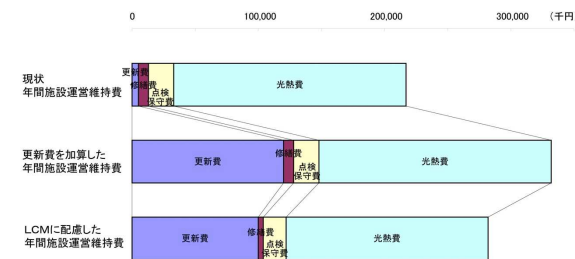 0 100,000 200,000 300,000 (千円
現状
年間施設運営維持費
更新費
修繕費
点検
保守費
光熱費
更新費を加算した
年間施設運営維持費
更新費
修繕費
点検
保守費
光熱費
LCMに配慮した
年間施設運営維持費
更新費
修繕費
点検
保守費
光熱費